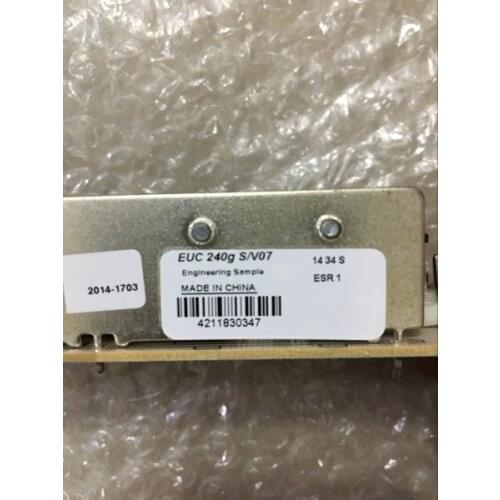 EUC 240g S/V07 14 34 S
Engineering Sample ESR 1
MADE IN CHINA
4211830347
2014-1703